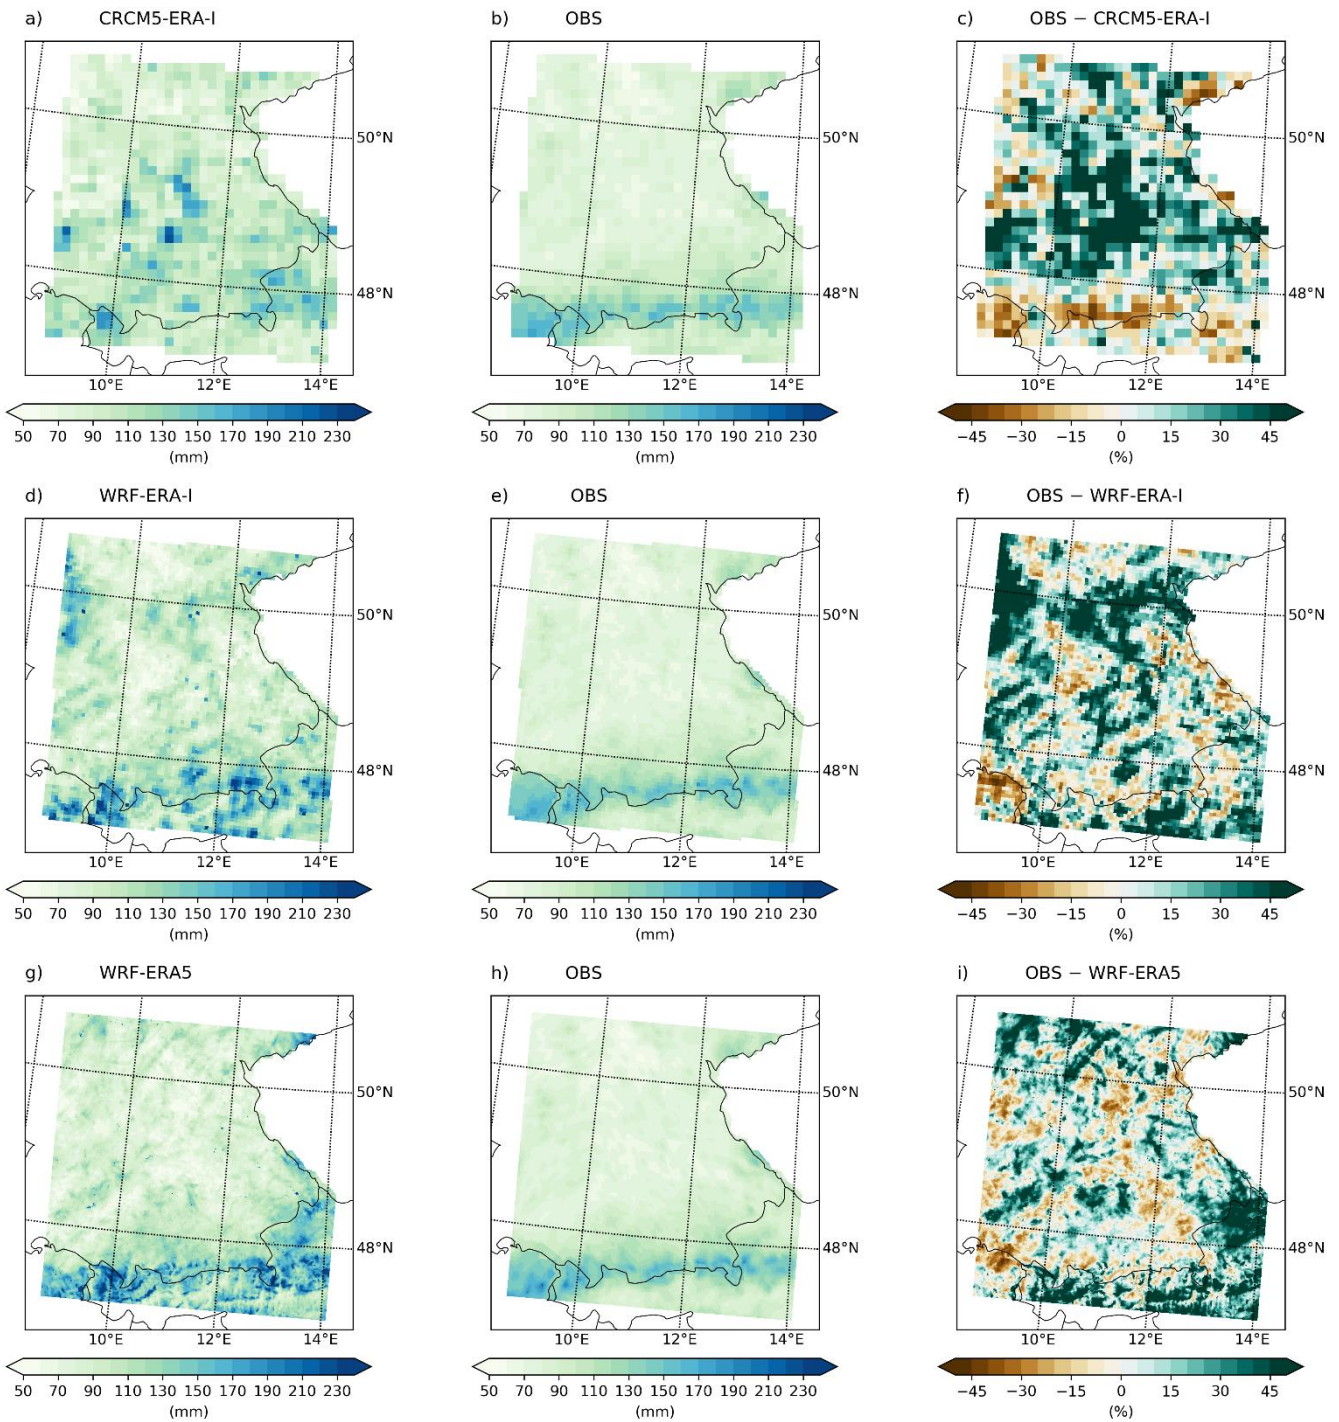 a) CRCM5-ERA-I
b) OBS
c) OBS − CRCM5-ERA-I
50°N
50°N
48°N
48°N
10°E 12°E 14°E
10°E 12°E 14°E
10°E 12°E 14°E
50 70 90 110 130 150 170 190 210 230
50 70 90 110 130 150 170 190 210 230
−45 −30 −15 0 15 30 45
(mm)
(mm)
(%)
d) WRF-ERA-I
e) OBS
f) OBS − WRF-ERA-I
50°N
50°N
50°N
48°N
48°N
48°N
10°E 12°E 14°E
10°E 12°E 14°E
10°E 12°E 14°E
50 70 90 110 130 150 170 190 210 230
50 70 90 110 130 150 170 190 210 230
−45 −30 −15 0 15 30 45
(mm)
(mm)
(%)
g) WRF-ERA5
h) OBS
i) OBS − WRF-ERA5
50°N
50°N
50°N
48°N
48°N
48°N
10°E 12°E 14°E
10°E 12°E 14°E
10°E 12°E 14°E
50 70 90 110 130 150 170 190 210 230
50 70 90 110 130 150 170 190 210 230
−45 −30 −15 0 15 30 45
(mm)
(mm)
(%)